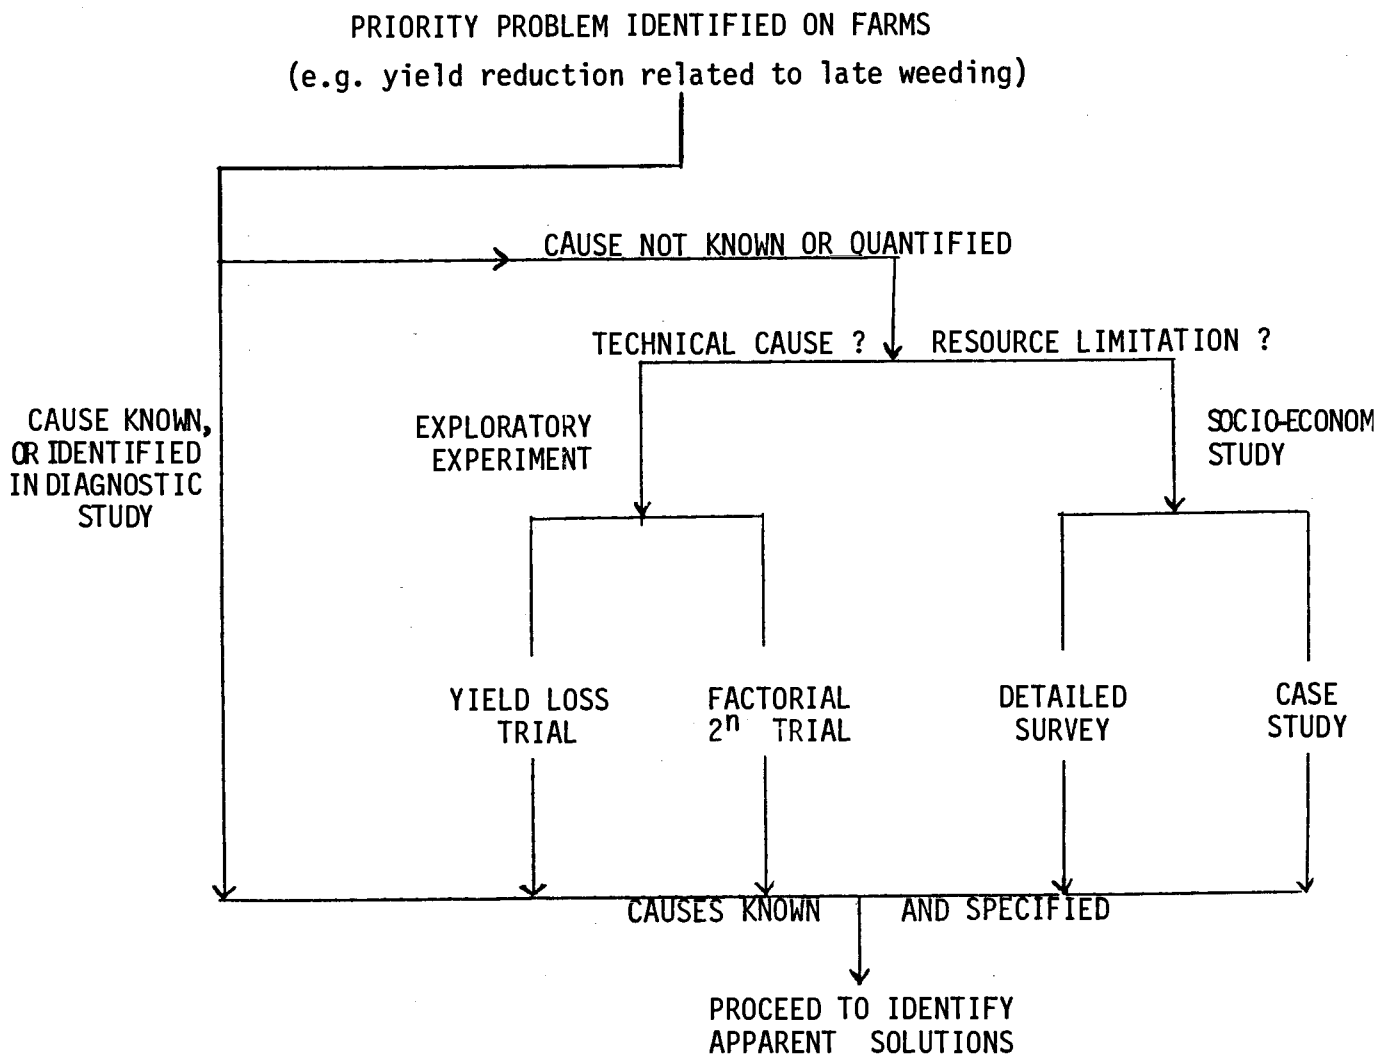 PRIORITY PROBLEM IDENTIFIED ON FARMS
(e.g. yield reduction related to late weeding)
CAUSE NOT KNOWN OR QUANTIFIED
TECHNICAL CAUSE ? RESOURCE LIMITATION ?
CAUSE KNOWN,
OR IDENTIFIED
IN DIAGNOSTIC
STUDY
EXPLORATORY
EXPERIMENT
SOCIO-ECONOM
STUDY
YIELD LOSS
TRIAL
FACTORIAL
2ⁿ TRIAL
DETAILED
SURVEY
CASE
STUDY
CAUSES KNOWN AND SPECIFIED
PROCEED TO IDENTIFY
APPARENT SOLUTIONS